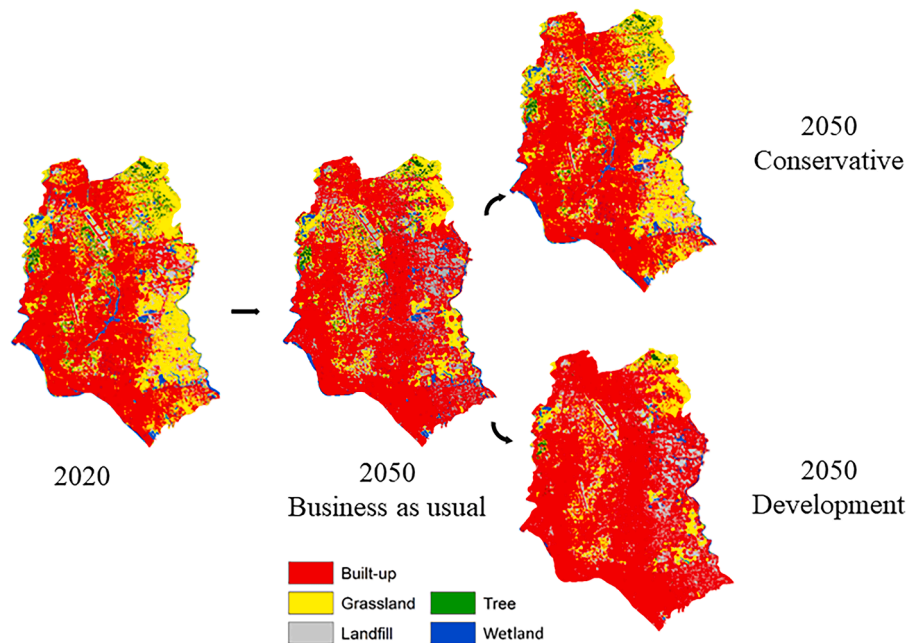 2050
Conservative
2020
2050
Business as usual
2050
Development
Built-up
Grassland
Tree
Landfill
Wetland